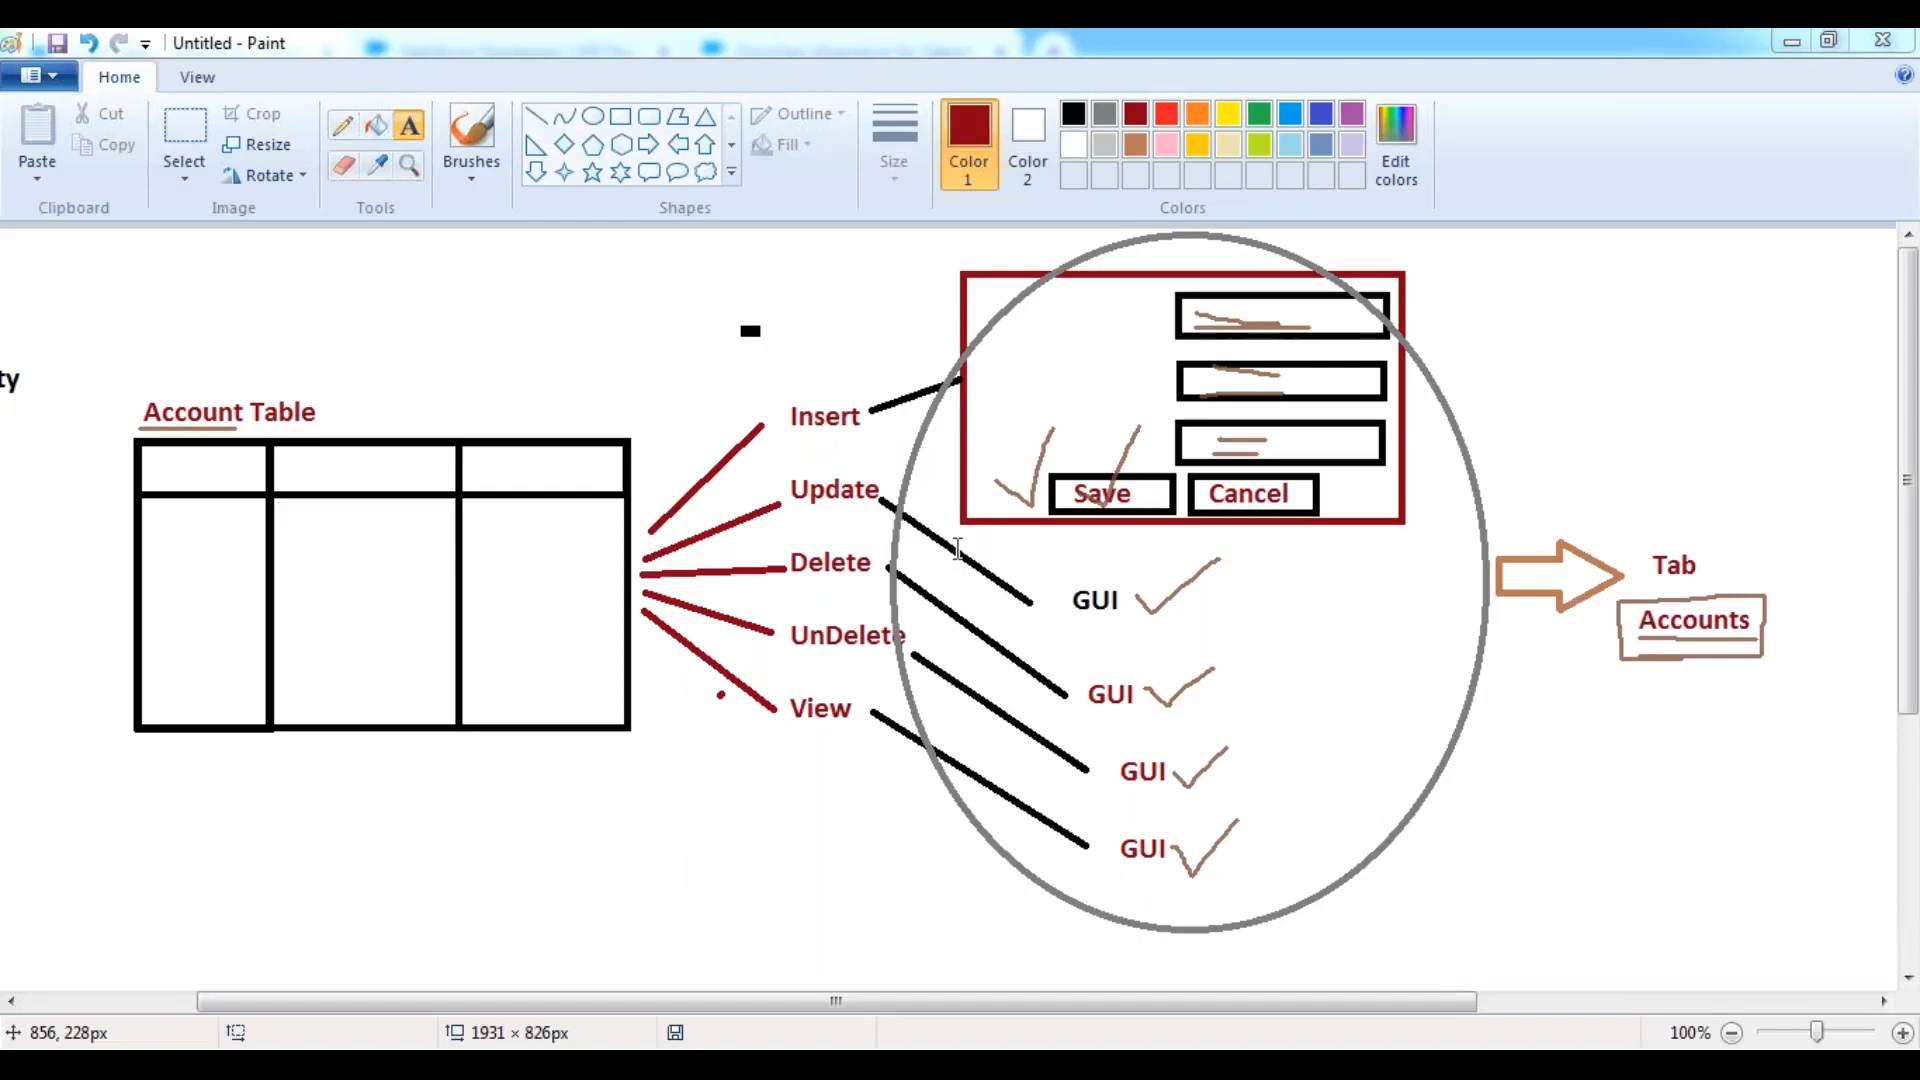 Untitled - Paint
Home View
Cut
Copy
Paste
Clipboard
Select
Crop
Resize
Rotate
Image
A
Tools
Brushes
Outline
Fill
Shapes
Size
Color 1
Color 2
Edit colors
Colors
ty
Account Table
Insert
Update
Delete
UnDelete
View
Save Cancel
GUI
GUI
GUI
GUI
Tab
Accounts
856, 228px
1931 × 826px
100%